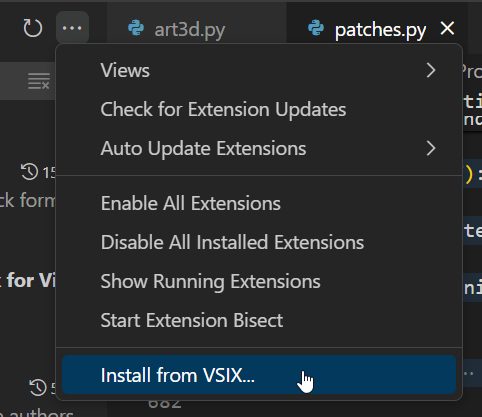 art3d.py
patches.py
Views
Check for Extension Updates
Auto Update Extensions
Enable All Extensions
Disable All Installed Extensions
Show Running Extensions
Start Extension Bisect
Install from VSIX...
15
ck form
k for Vi
5
authors
682
Pro
ti
nd
):
te
ni